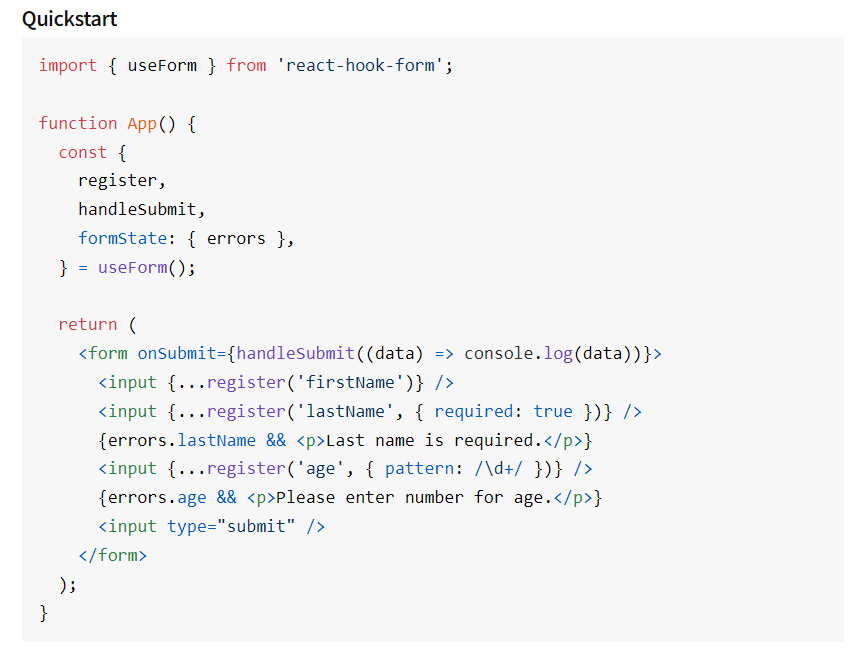 Quickstart
import { useForm } from 'react-hook-form';
function App() {
  const {
    register,
    handleSubmit,
    formState: { errors },
  } = useForm();
  return (
    <form onSubmit={handleSubmit((data) => console.log(data))}>
      <input {...register('firstName')} />
      <input {...register('lastName', { required: true })} />
      {errors.lastName && <p>Last name is required.</p>}
      <input {...register('age', { pattern: /\d+/ })} />
      {errors.age && <p>Please enter number for age.</p>}
      <input type="submit" />
    </form>
  );
}